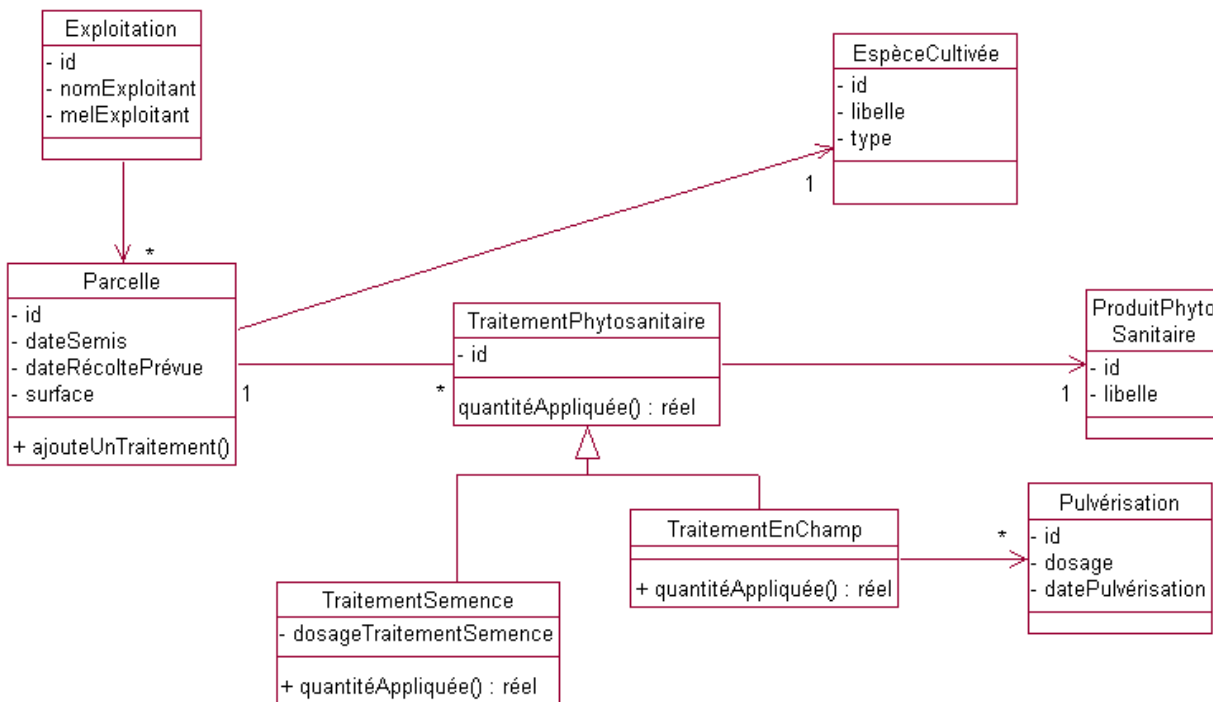 Exploitation
- id
- nomExploitant
- melExploitant
EspèceCultivée
- id
- libelle
- type
1
*
Parcelle
- id
- dateSemis
- dateRécoltePrévue
- surface
+ ajouteUnTraitement()
1
*
TraitementPhytosanitaire
- id
quantitéAppliquée() : réel
1
ProduitPhyto
Sanitaire
- id
- libelle
TraitementSemence
- dosageTraitementSemence
+ quantitéAppliquée() : réel
TraitementEnChamp
+ quantitéAppliquée() : réel
*
Pulvérisation
- id
- dosage
- datePulvérisation